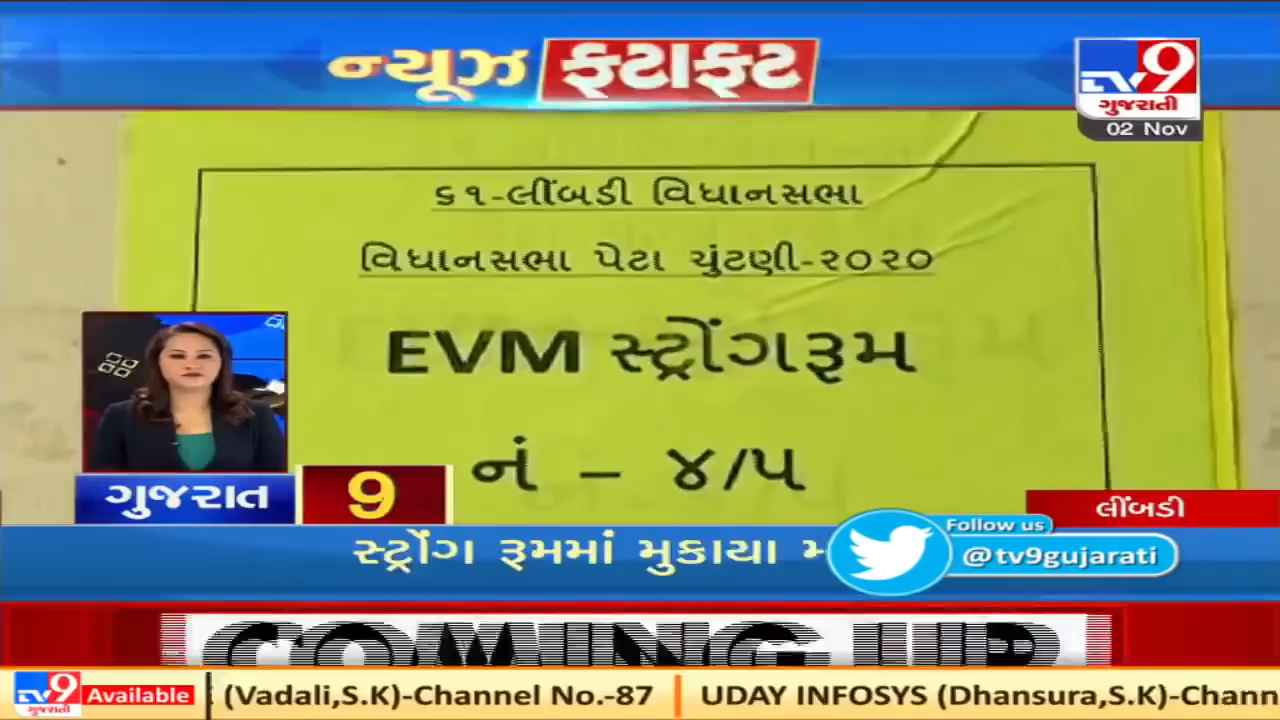 ન્યૂઝ ફટાફટ
TV9
ગુજરાતી
02 Nov
૬૧-લીંબડી વિધાનસભા
વિધાનસભા પેટા ચુંટણી-૨૦૨૦
EVM સ્ટ્રોંગરૂમ
નં - ૪/૫
ગુજરાત 9
લીંબડી
સ્ટ્રોંગ રૂમમાં મુકાયા
Follow us
@tv9gujarati
COMING UP
TV9 ગુજરાતી Available (Vadali,S.K)-Channel No.-87 | UDAY INFOSYS (Dhansura,S.K)-Chann